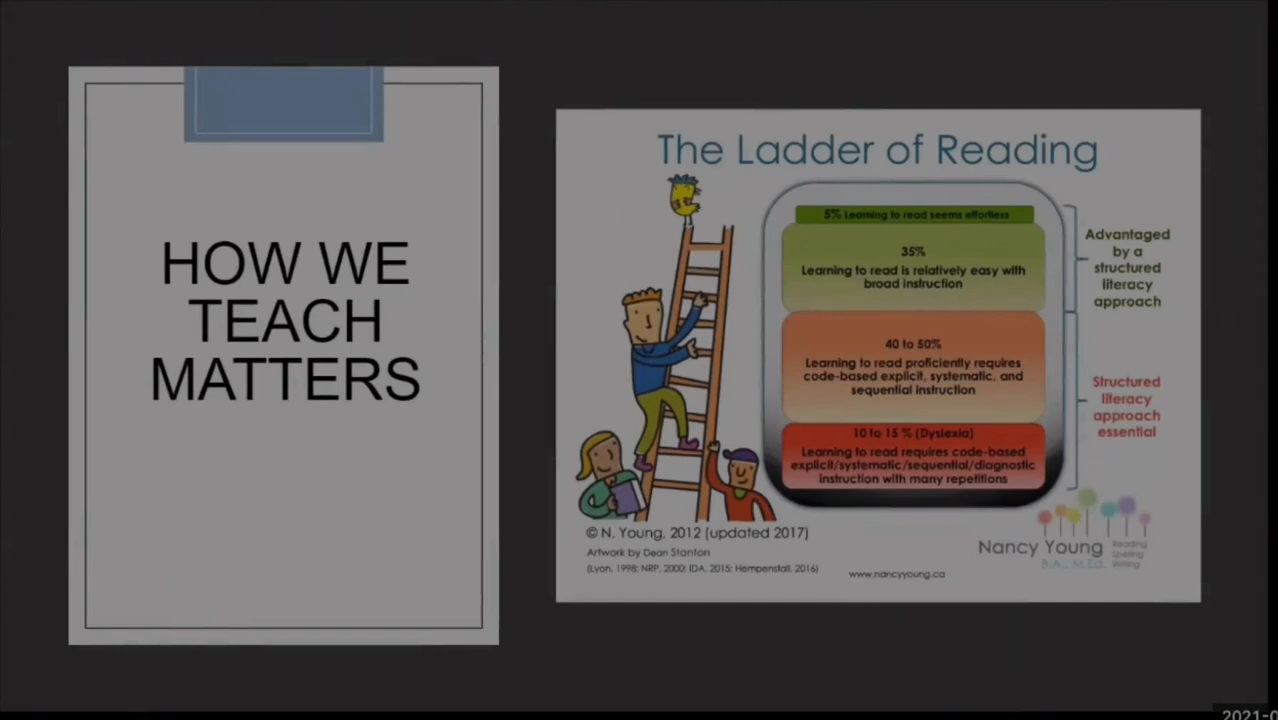 HOW WE
TEACH
MATTERS
The Ladder of Reading
5% Learning to read seems effortless
35%
Learning to read is relatively easy with
broad instruction
40 to 50%
Learning to read proficiently requires
code-based explicit, systematic, and
sequential instruction
10 to 15 % (Dyslexia)
Learning to read requires code-based
explicit/systematic/sequential/diagnostic
instruction with many repetitions
Advantaged
by a
structured
literacy
approach
Structured
literacy
approach
essential
© N. Young, 2012 (updated 2017)
Artwork by Dean Stanton
(Lyon, 1998; NRP, 2000; IDA, 2015; Hempenstall, 2016)
www.nancyyoung.ca
Nancy Young
B.A., M.Ed.
Reading
Spelling
Writing